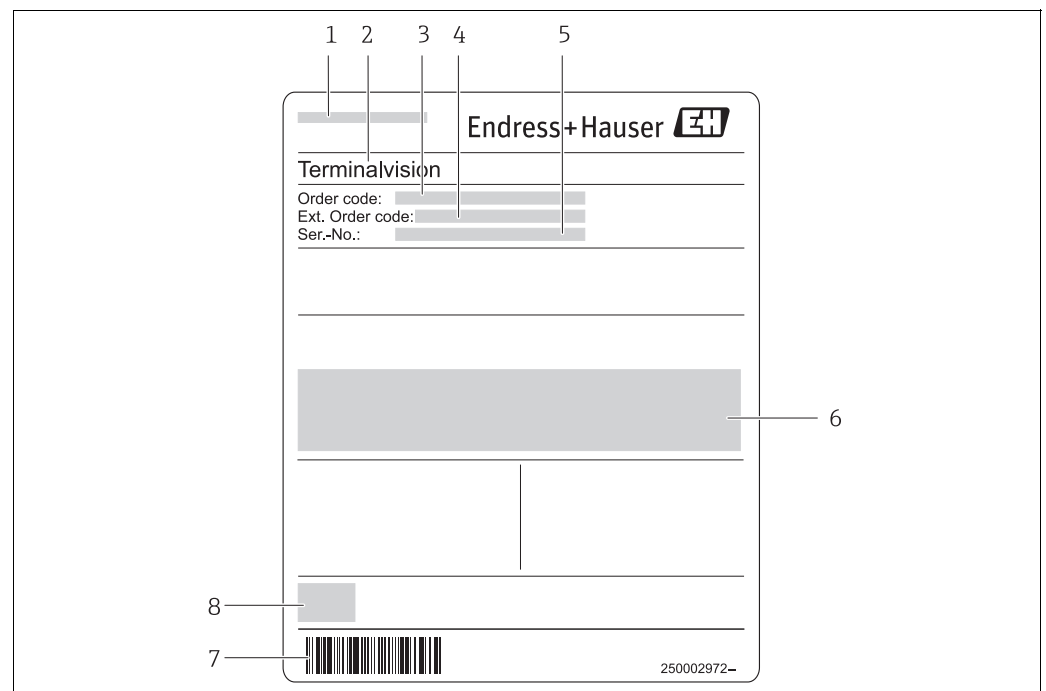 1 2 3 4 5
Endress+Hauser EH
Terminalvision
Order code:
Ext. Order code:
Ser.-No.:
6
8
7
250002972–